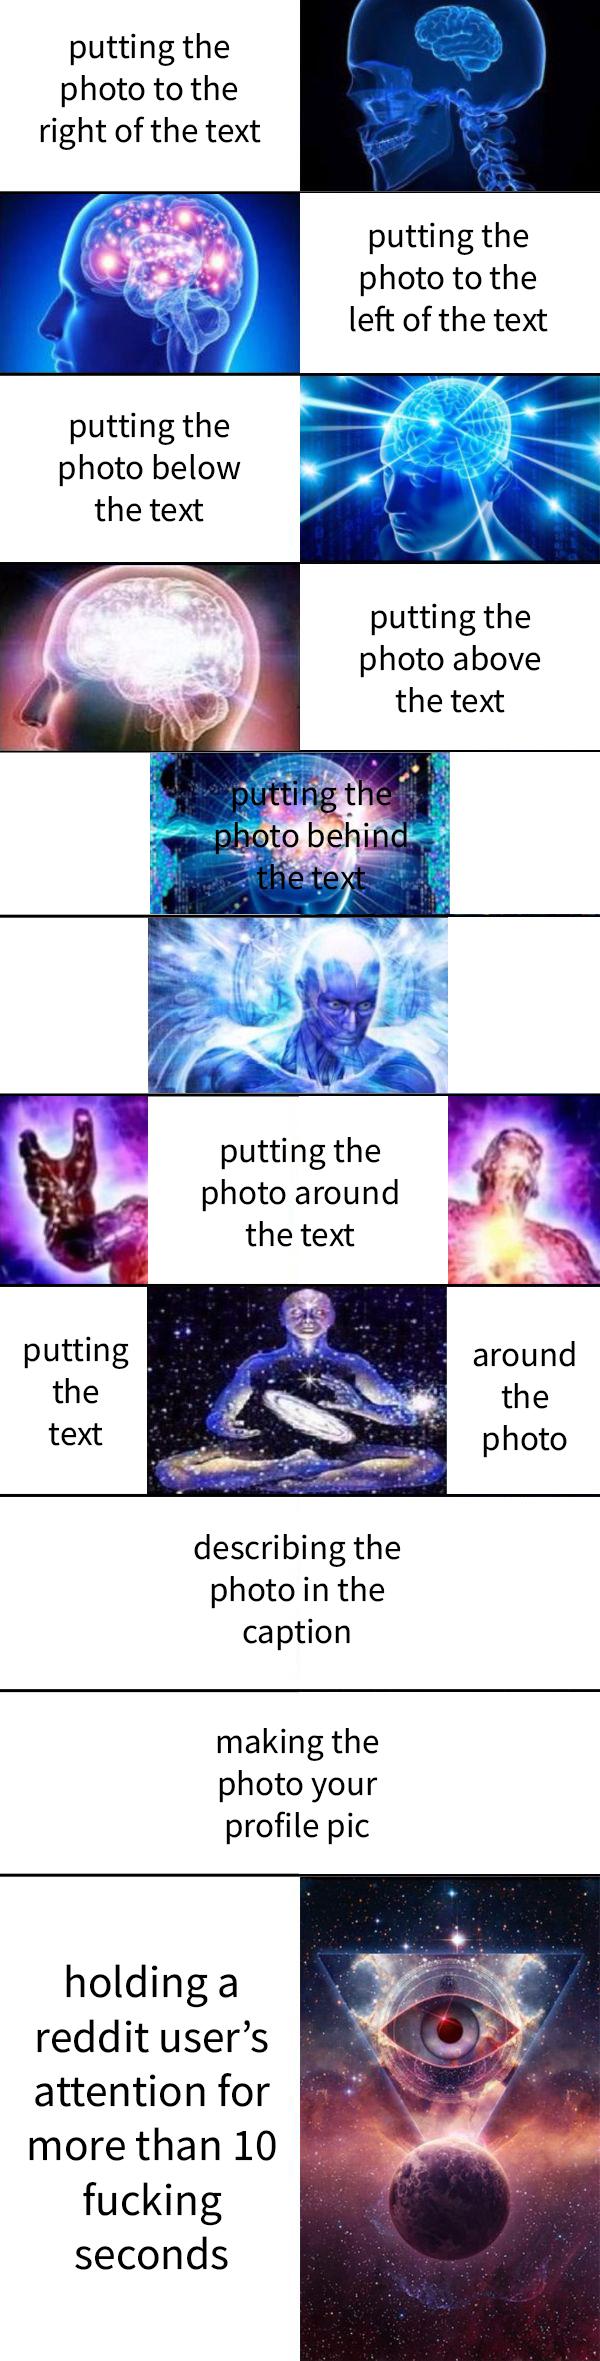 putting the
photo to the
right of the text
putting the
photo to the
left of the text
putting the
photo below
the text
putting the
photo above
the text
putting the
photo behind
the text
putting the
photo around
the text
putting
the
text
around
the
photo
describing the
photo in the
caption
making the
photo your
profile pic
holding a
reddit user’s
attention for
more than 10
fucking
seconds